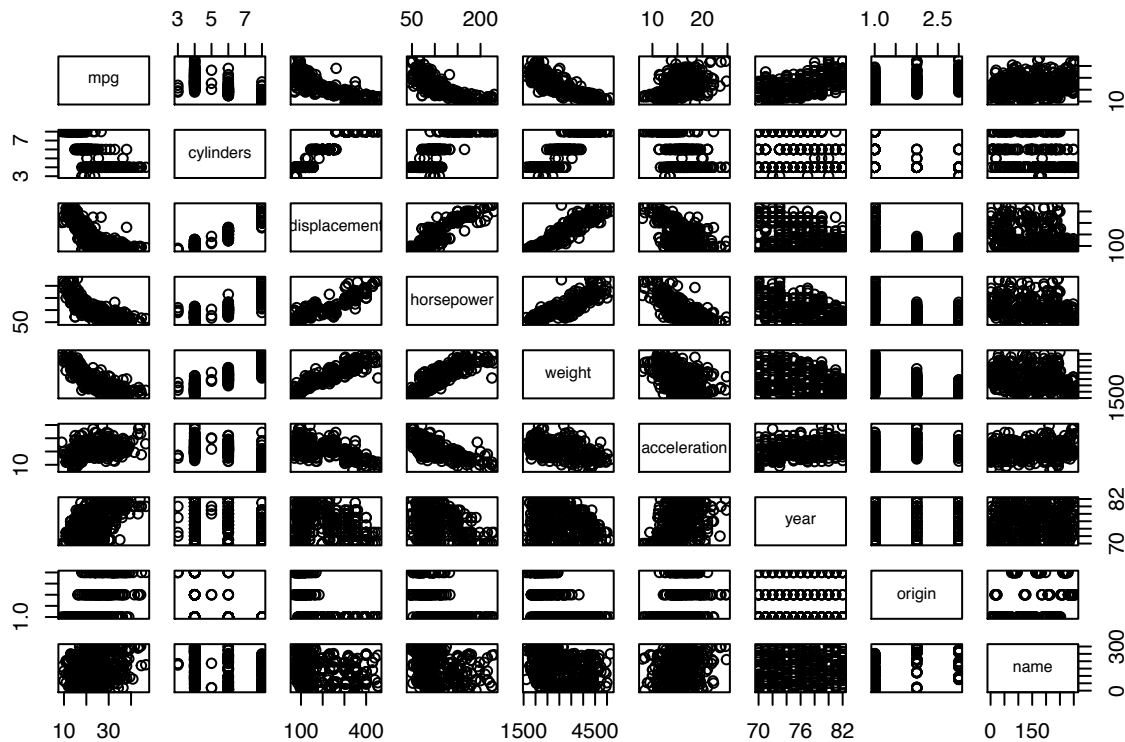 3 5 7 50 200 10 20 1.0 2.5
mpg 10
7 3 cylinders
displacement 100
50 horsepower
weight 1500
10 acceleration
year 82 70
1.0 origin
name 300 0
10 30 100 400 1500 4500 70 76 82 0 150